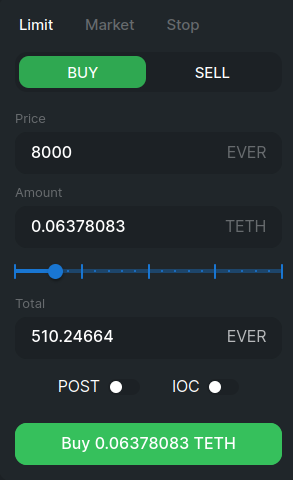 Limit Market Stop
BUY SELL
Price
8000 EVER
Amount
0.06378083 TETH
Total
510.24664 EVER
POST IOC
Buy 0.06378083 TETH